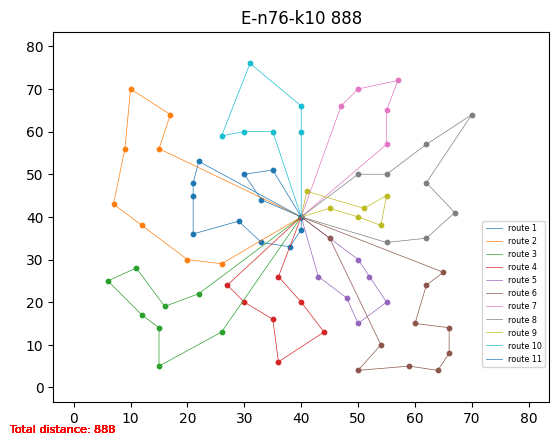 E-n76-k10 888
80
70
60
50
40
30
20
10
0
0 10 20 30 40 50 60 70 80
route 1
route 2
route 3
route 4
route 5
route 6
route 7
route 8
route 9
route 10
route 11
Total distance: 888